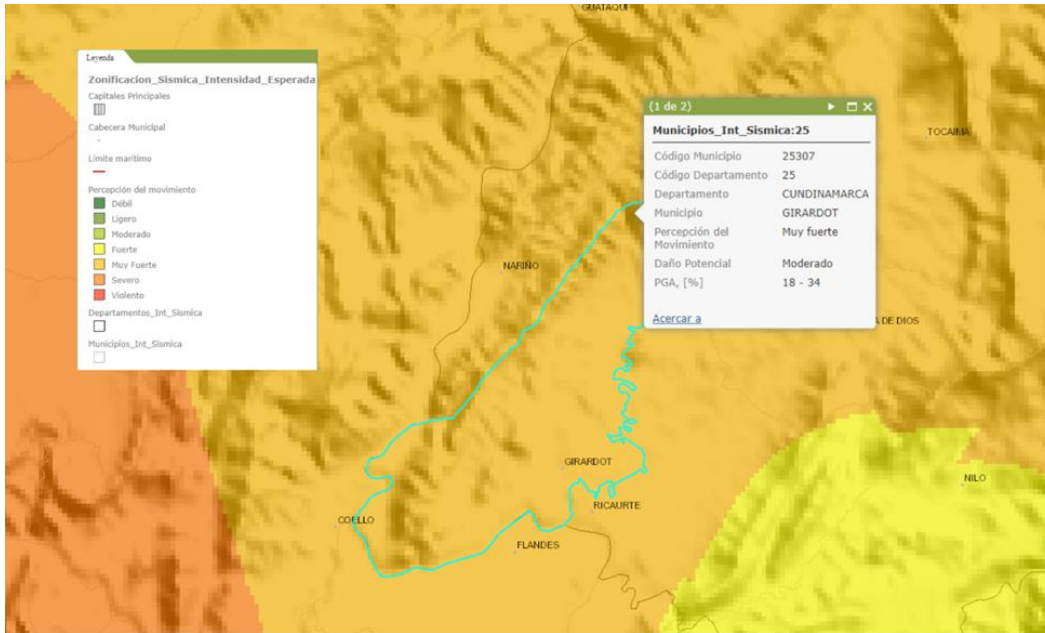 GUATAQUI
Leyenda
Zonificacion_Sismica_Intensidad_Esperada
Capitales Principales
Cabecera Municipal
Limite marítimo
Percepción del movimiento
Débil
Ligero
Moderado
Fuerte
Muy Fuerte
Severo
Violento
Departamentos_Int_Sismica
Municipios_Int_Sismica
(1 de 2)
Municipios_Int_Sismica:25
Código Municipio 25307
Código Departamento 25
Departamento CUNDINAMARCA
Municipio GIRARDOT
Percepción del Muy fuerte
Movimiento
Daño Potencial Moderado
PGA, [%] 18 - 34
Acercar a
TOCAIMA
NARIÑO
A DE DIOS
GIRARDOT
NILO
RICAURTE
COELLO
FLANDES